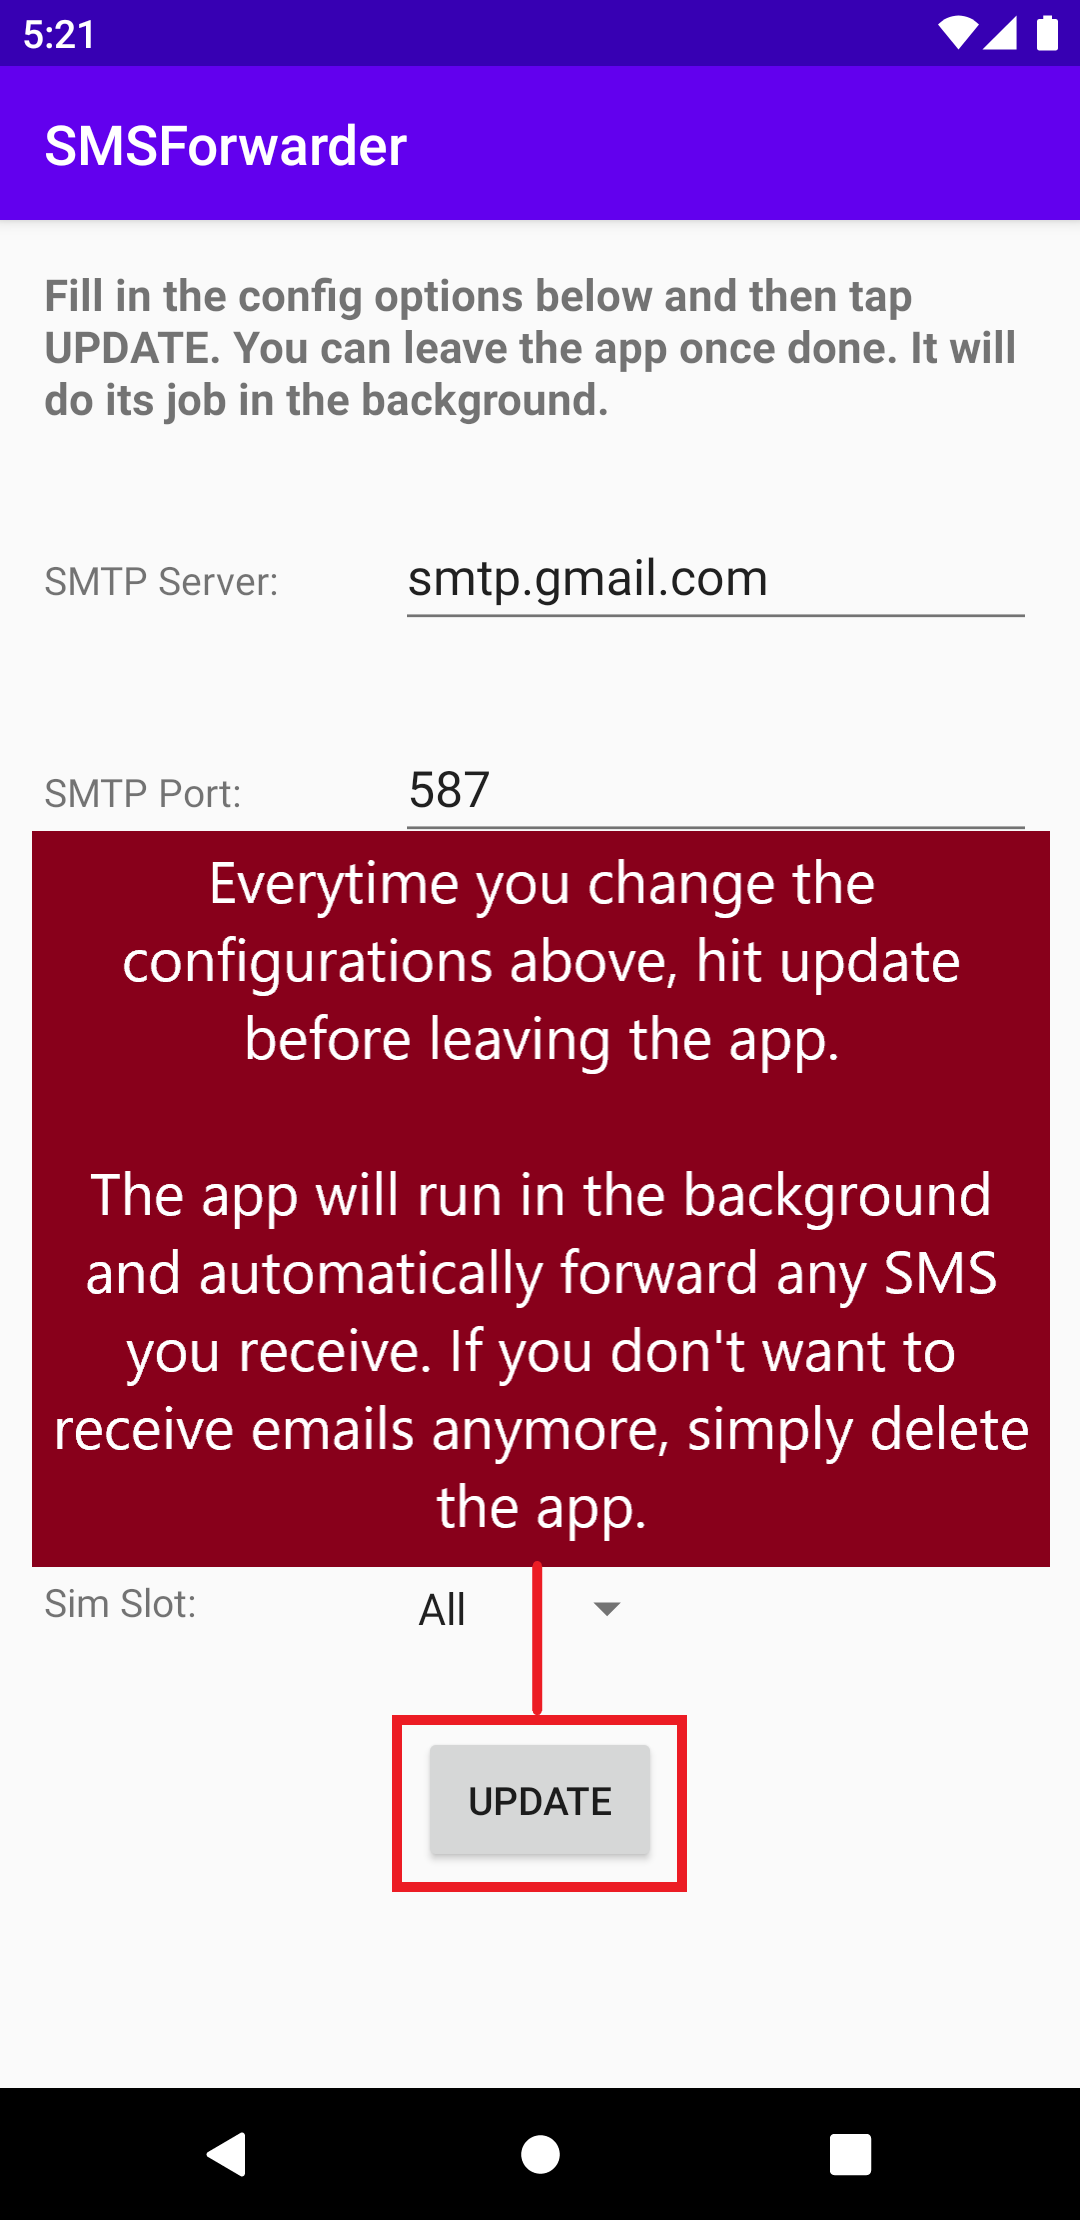 5:21
SMSForwarder
Fill in the config options below and then tap
UPDATE. You can leave the app once done. It will
do its job in the background.
SMTP Server: smtp.gmail.com
SMTP Port: 587
Everytime you change the
configurations above, hit update
before leaving the app.
The app will run in the background
and automatically forward any SMS
you receive. If you don't want to
receive emails anymore, simply delete
the app.
Sim Slot: All
UPDATE